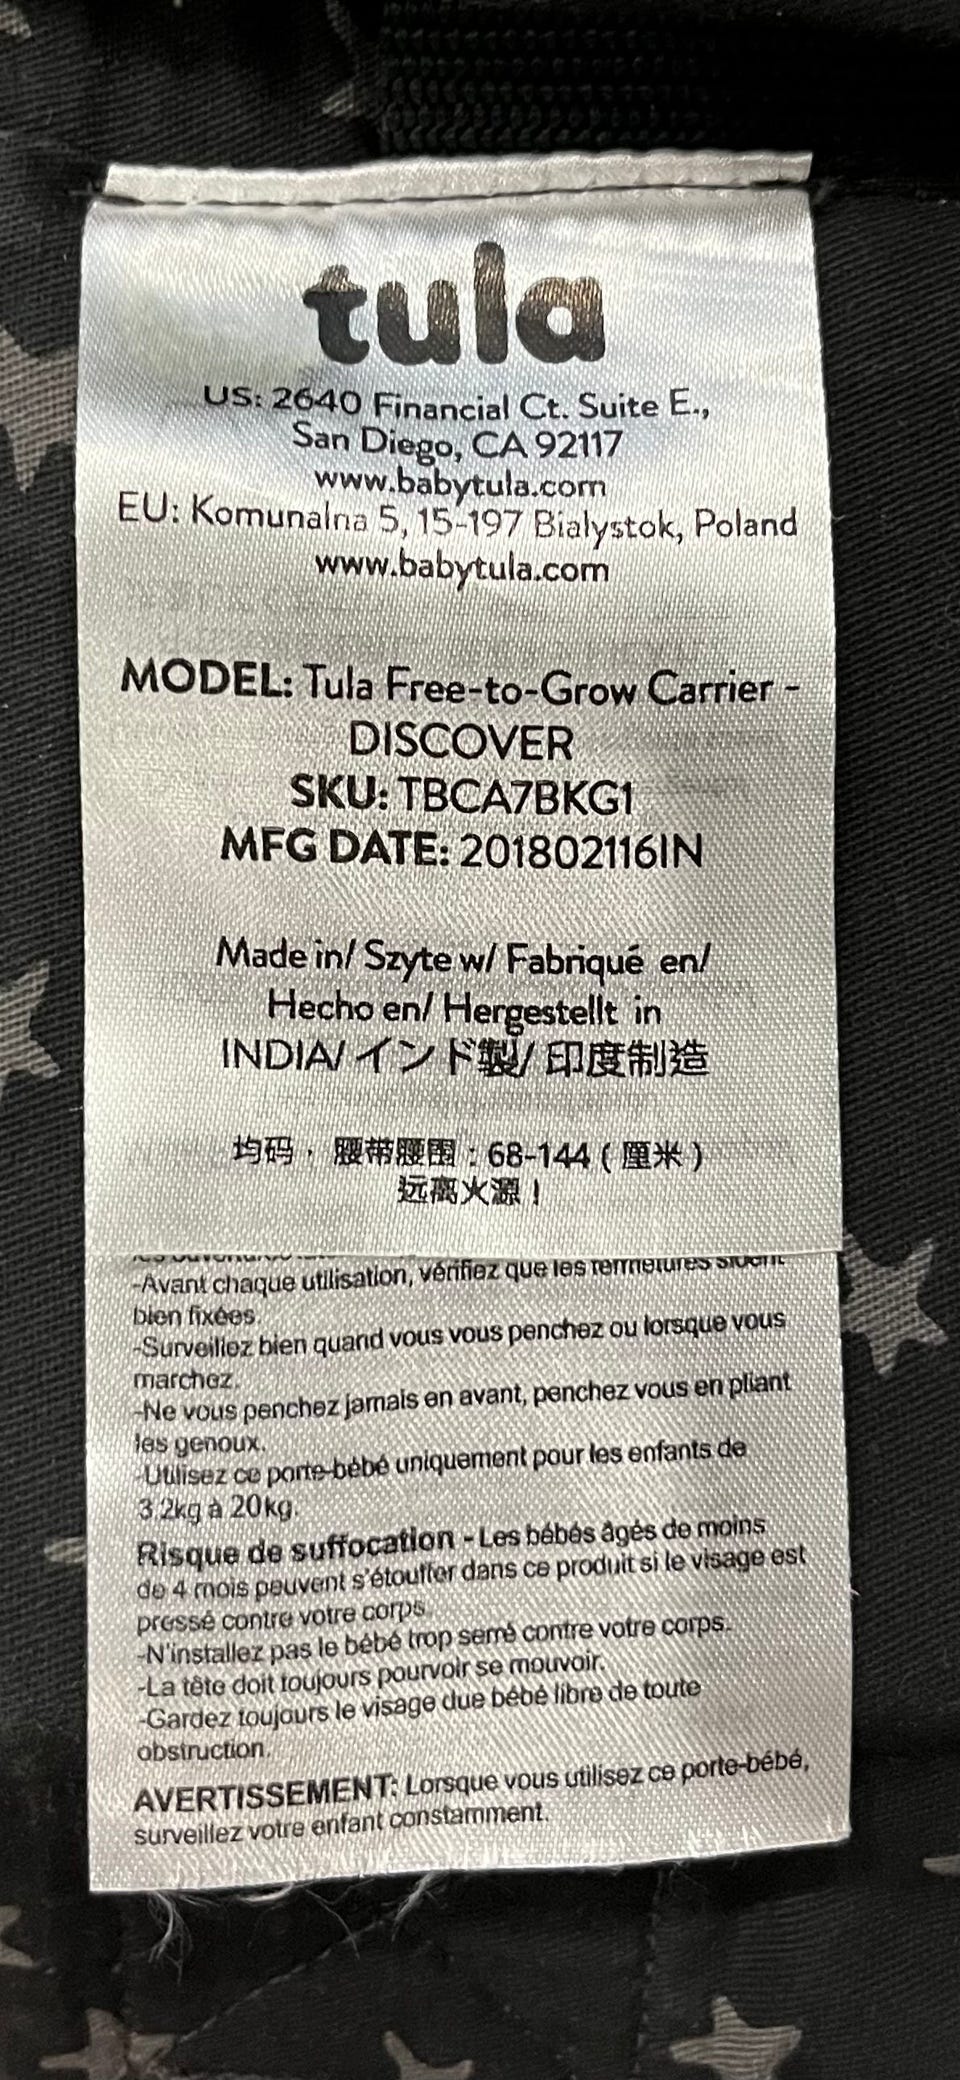 tula
US: 2640 Financial Ct. Suite E.,
San Diego, CA 92117
www.babytula.com
EU: Komunalna 5, 15-197 Bialystok, Poland
www.babytula.com
MODEL: Tula Free-to-Grow Carrier -
DISCOVER
SKU: TBCA7BKG1
MFG DATE: 201802116IN
Made in/ Szyte w/ Fabriqué en/
Hecho en/ Hergestellt in
INDIA/ インド製/ 印度制造
均码，腰带腰围：68-144 ( 厘米 )
远离火源！
-Avant chaque utilisation, vérifiez que les fermetures soient
bien fixées
-Surveillez bien quand vous vous penchez ou lorsque vous
marchez.
-Ne vous penchez jamais en avant, penchez vous en pliant
les genoux.
-Utilisez ce porte-bébé uniquement pour les enfants de
3.2kg à 20kg.
Risque de suffocation - Les bébés âgés de moins
de 4 mois peuvent s'étouffer dans ce produit si le visage est
pressé contre votre corps.
-N'installez pas le bébé trop serré contre votre corps.
-La tête doit toujours pourvoir se mouvoir.
-Gardez toujours le visage due bébé libre de toute
obstruction.
AVERTISSEMENT: Lorsque vous utilisez ce porte-bébé,
surveillez votre enfant constamment.